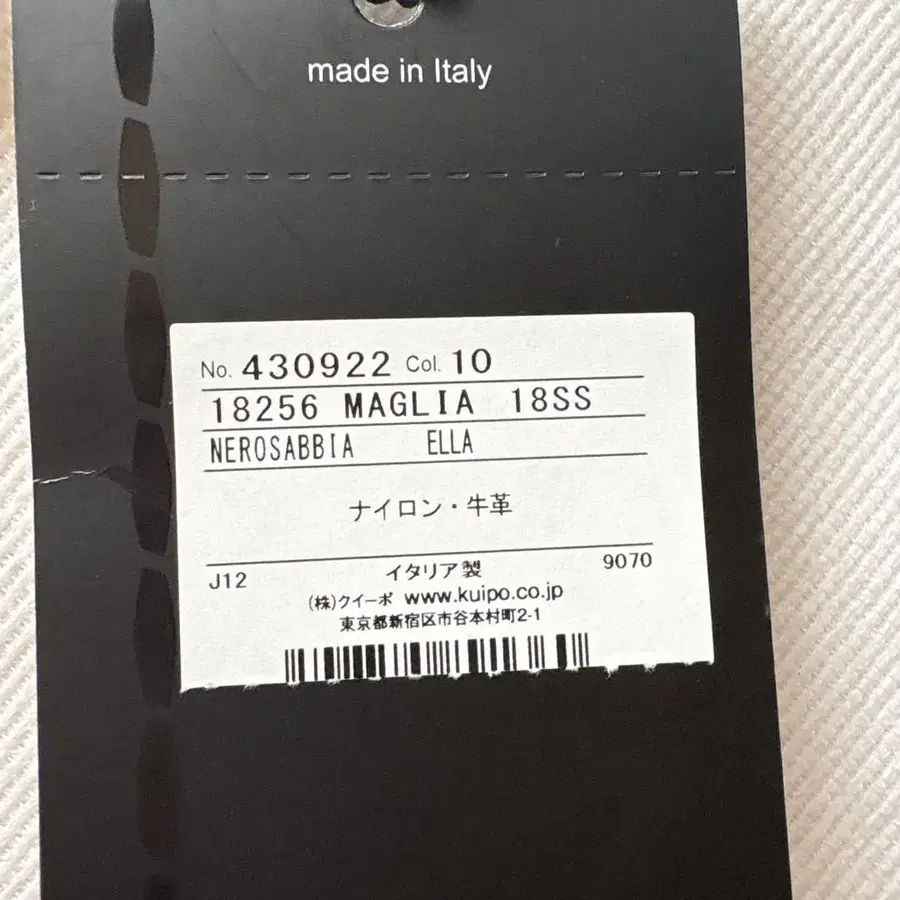 made in Italy
No. 430922 Col. 10
18256 MAGLIA 18SS
NEROSABBIA ELLA
ナイロン・牛革
J12 イタリア製 9070
(株)クイーポ www.kuipo.co.jp
東京都新宿区市谷本村町2-1